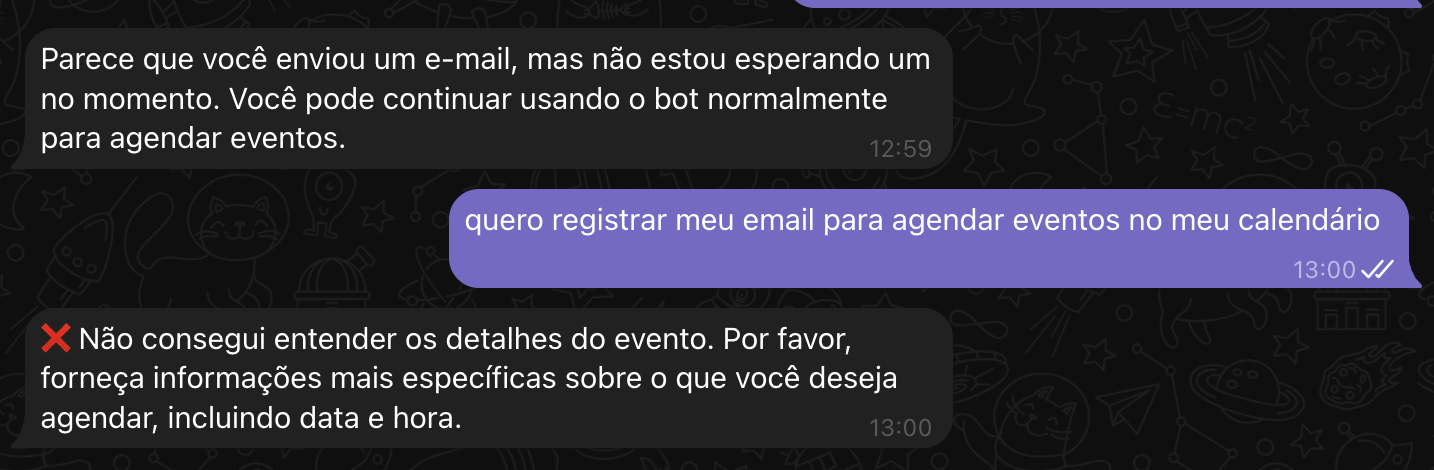 Parece que você enviou um e-mail, mas não estou esperando um
no momento. Você pode continuar usando o bot normalmente
para agendar eventos.
12:59
quero registrar meu email para agendar eventos no meu calendário
13:00
❌ Não consegui entender os detalhes do evento. Por favor,
forneça informações mais específicas sobre o que você deseja
agendar, incluindo data e hora.
13:00
E=mc²